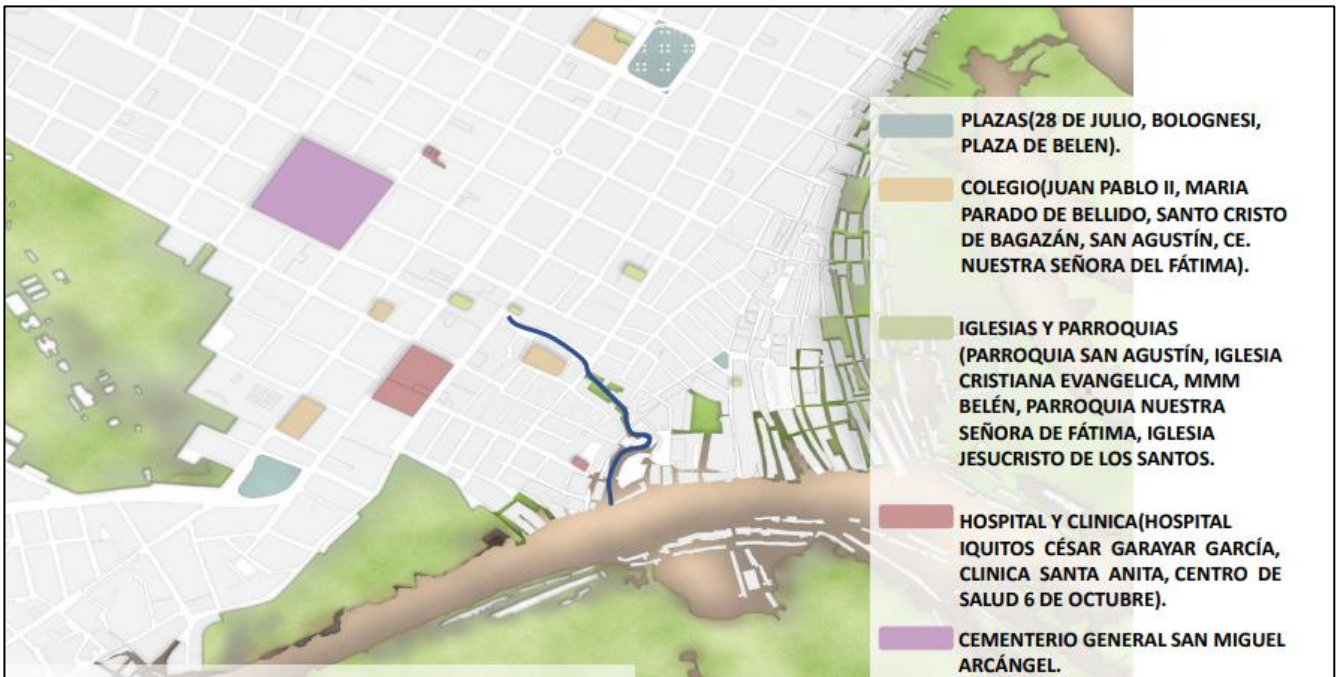 PLAZAS(28 DE JULIO, BOLOGNESI,
PLAZA DE BELEN).
COLEGIO(JUAN PABLO II, MARIA
PARADO DE BELLIDO, SANTO CRISTO
DE BAGAZÁN, SAN AGUSTÍN, CE.
NUESTRA SEÑORA DEL FÁTIMA).
IGLESIAS Y PARROQUIAS
(PARROQUIA SAN AGUSTÍN, IGLESIA
CRISTIANA EVANGELICA, MMM
BELÉN, PARROQUIA NUESTRA
SEÑORA DE FÁTIMA, IGLESIA
JESUCRISTO DE LOS SANTOS.
HOSPITAL Y CLINICA(HOSPITAL
IQUITOS CÉSAR GARAYAR GARCÍA,
CLINICA SANTA ANITA, CENTRO DE
SALUD 6 DE OCTUBRE).
CEMENTERIO GENERAL SAN MIGUEL
ARCÁNGEL.